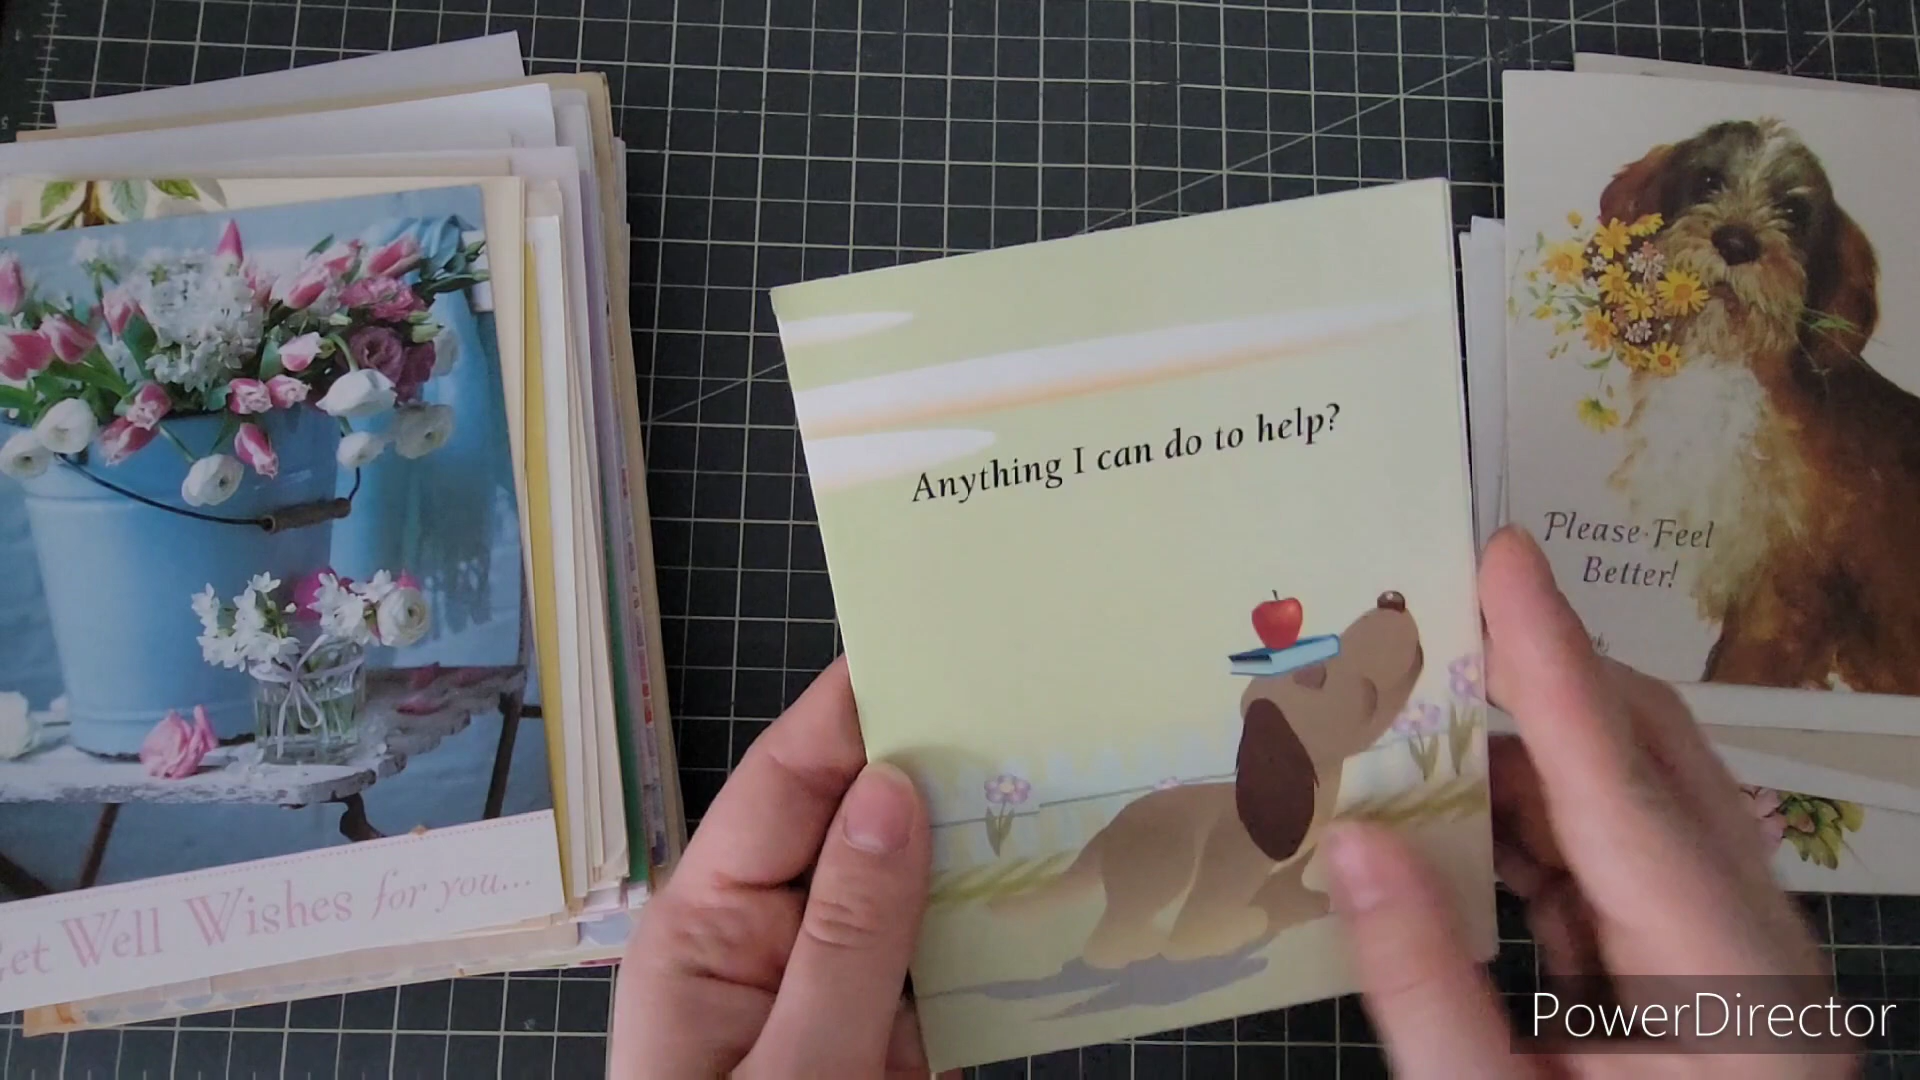 Get Well Wishes for you...
Anything I can do to help?
Please Feel
Better!
PowerDirector